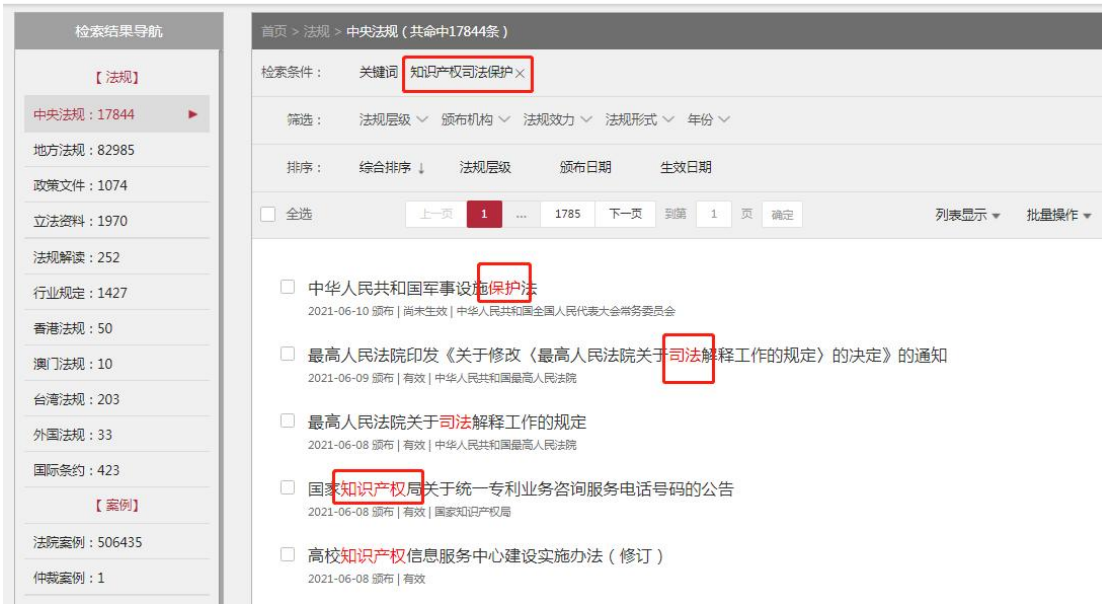 检索结果导航
【法规】
中央法规：17844
地方法规：82985
政策文件：1074
立法资料：1970
法规解读：252
行业规定：1427
香港法规：50
澳门法规：10
台湾法规：203
外国法规：33
国际条约：423
【案例】
法院案例：506435
仲裁案例：1
首页 > 法规 > 中央法规（共命中17844条）
检索条件： 关键词 知识产权司法保护×
筛选： 法规层级 颁布机构 法规效力 法规形式 年份
排序： 综合排序↓ 法规层级 颁布日期 生效日期
全选 上一页 1 ... 1785 下一页 到第 1 页 确定 列表显示 批量操作
中华人民共和国军事设施保护法
2021-06-10 颁布 | 尚未生效 | 中华人民共和国全国人民代表大会常务委员会
最高人民法院印发《关于修改〈最高人民法院关于司法解释工作的规定〉的决定》的通知
2021-06-09 颁布 | 有效 | 中华人民共和国最高人民法院
最高人民法院关于司法解释工作的规定
2021-06-08 颁布 | 有效 | 中华人民共和国最高人民法院
国家知识产权局关于统一专利业务咨询服务电话号码的公告
2021-06-08 颁布 | 有效 | 国家知识产权局
高校知识产权信息服务中心建设实施办法（修订）
2021-06-08 颁布 | 有效